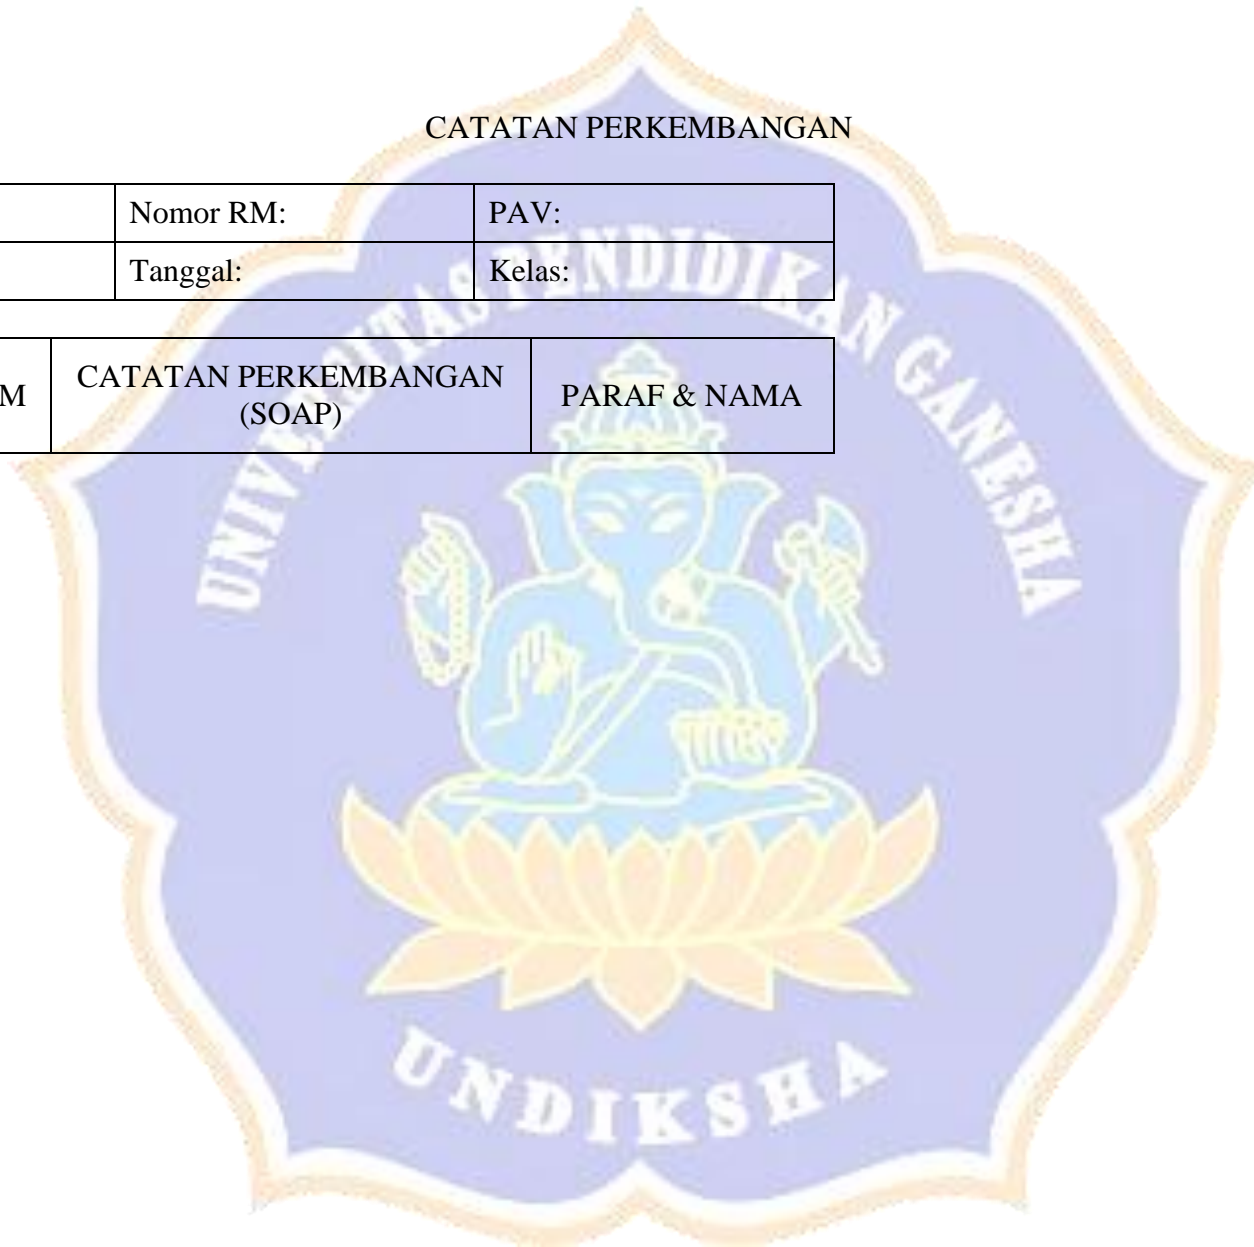 CATATAN PERKEMBANGAN
Nomor RM: PAV:
Tanggal: Kelas:
M CATATAN PERKEMBANGAN
(SOAP) PARAF & NAMA
UNIVERSITAS PENDIDIKAN GANESHA
UNDIKSHA